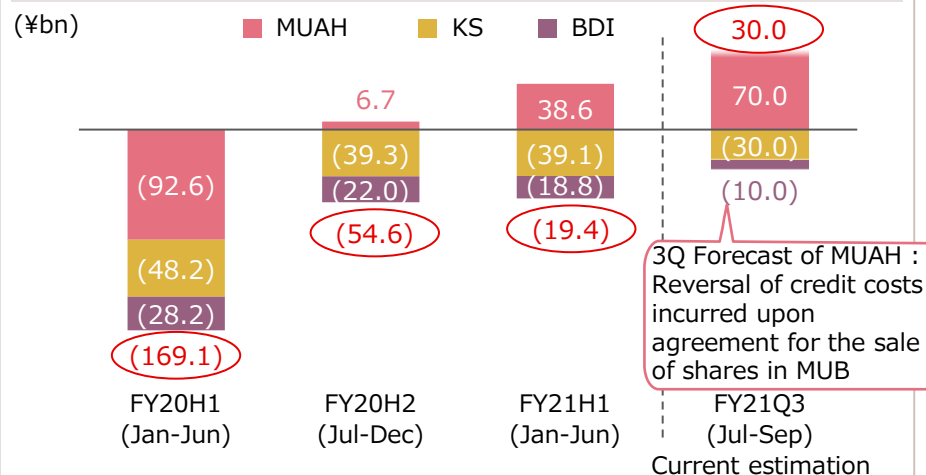 (¥bn)
MUAH KS BDI
30.0
6.7
38.6
70.0
(92.6)
(39.3)
(39.1)
(30.0)
(22.0)
(18.8)
(10.0)
(48.2)
(54.6)
(19.4)
(28.2)
(169.1)
3Q Forecast of MUAH :
Reversal of credit costs
incurred upon
agreement for the sale
of shares in MUB
FY20H1
(Jan-Jun)
FY20H2
(Jul-Dec)
FY21H1
(Jan-Jun)
FY21Q3
(Jul-Sep)
Current estimation